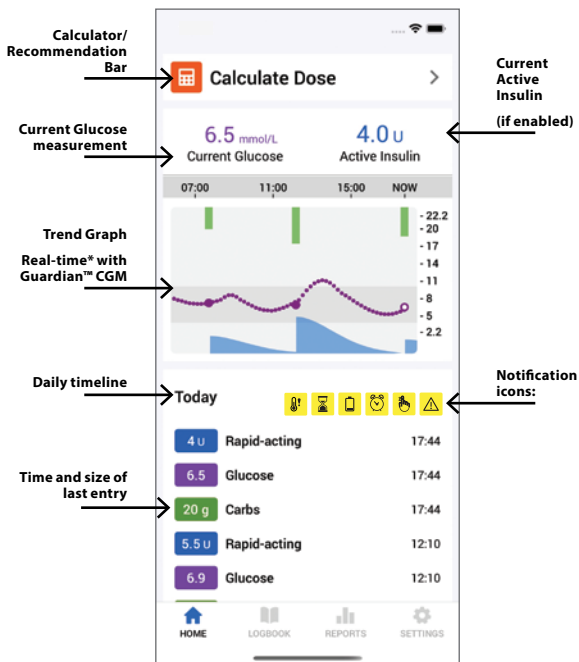 Calculator/
Recommendation
Bar
Calculate Dose
Current
Active
Insulin
(if enabled)
Current Glucose
measurement
6.5 mmol/L
Current Glucose
4.0 U
Active Insulin
07:00 11:00 15:00 NOW
Trend Graph
Real-time* with
Guardian™ CGM
- 22.2
- 20
- 17
- 14
- 11
- 8
- 5
- 2.2
Daily timeline
Today
Notification
icons:
4 U Rapid-acting 17:44
6.5 Glucose 17:44
Time and size of
last entry
20 g Carbs 17:44
5.5 U Rapid-acting 12:10
6.9 Glucose 12:10
HOME LOGBOOK REPORTS SETTINGS